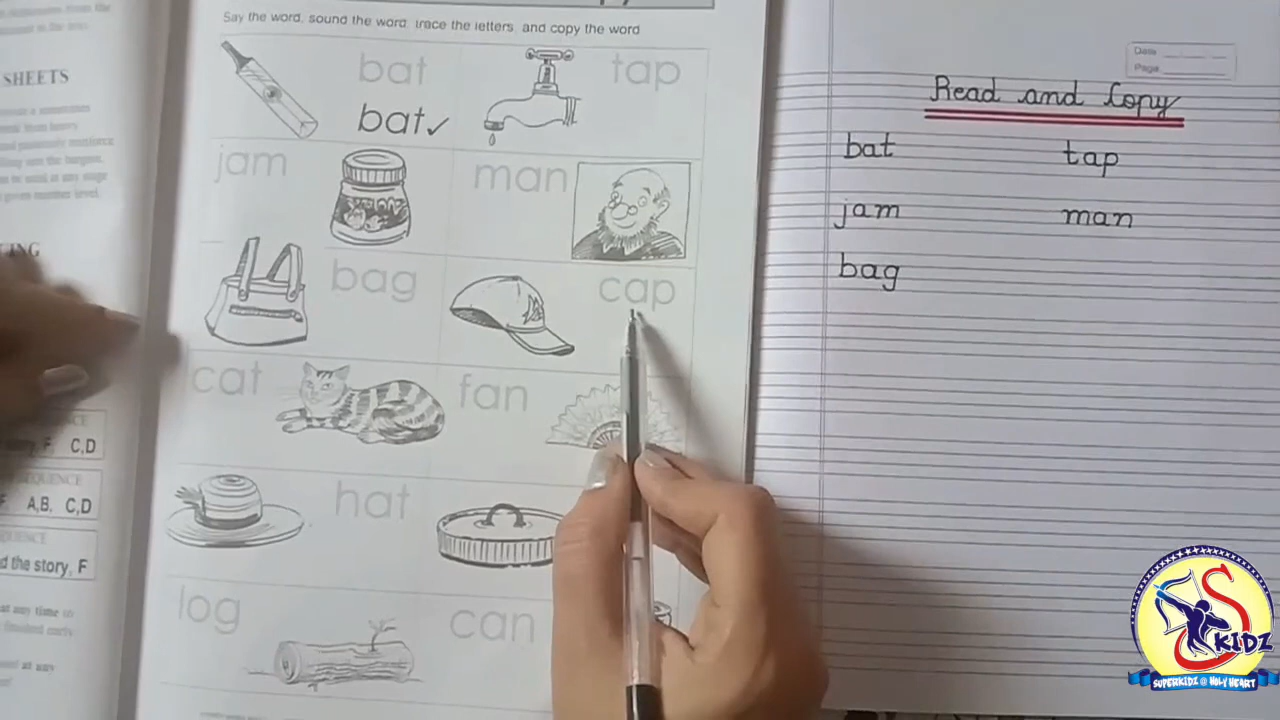 SHEETS
C,D
A,B, C,D
d the story, F
Say the word, sound the word, trace the letters, and copy the word
bat tap
bat✓
jam man
bag cap
cat fan
hat
log can
Date
Page
Read and Copy
bat tap
jam man
bag
S
KIDZ
SUPERKIDZ @ HOLY HEART